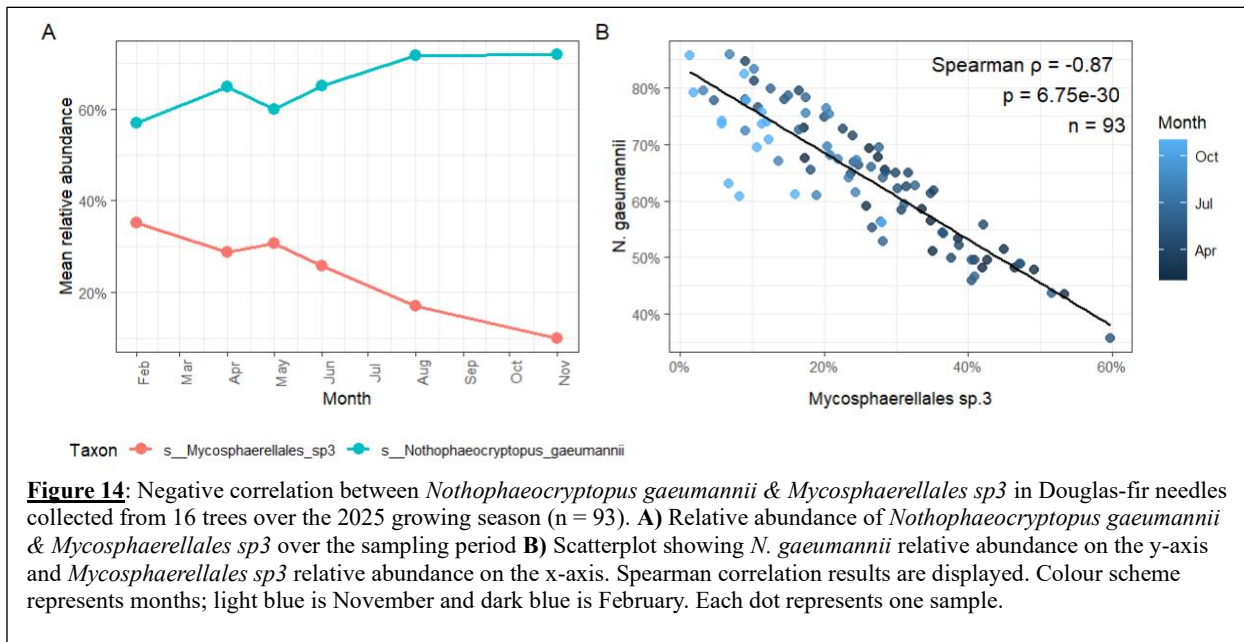 A
Mean relative abundance
60%
40%
20%
Feb
Mar
Apr
May
Jun
Jul
Aug
Sep
Oct
Nov
Month
B
N. gaeumannii
80%
70%
60%
50%
40%
Spearman ρ = -0.87
p = 6.75e-30
n = 93
0%
20%
40%
60%
Mycosphaerellales sp.3
Month
Oct
Jul
Apr
Taxon s__Mycosphaerellales_sp3 s__Nothophaeocryptopus_gaeumannii
Figure 14: Negative correlation between Nothophaeocryptopus gaeumannii & Mycosphaerellales sp3 in Douglas-fir needles
collected from 16 trees over the 2025 growing season (n = 93). A) Relative abundance of Nothophaeocryptopus gaeumannii
& Mycosphaerellales sp3 over the sampling period B) Scatterplot showing N. gaeumannii relative abundance on the y-axis
and Mycosphaerellales sp3 relative abundance on the x-axis. Spearman correlation results are displayed. Colour scheme
represents months; light blue is November and dark blue is February. Each dot represents one sample.